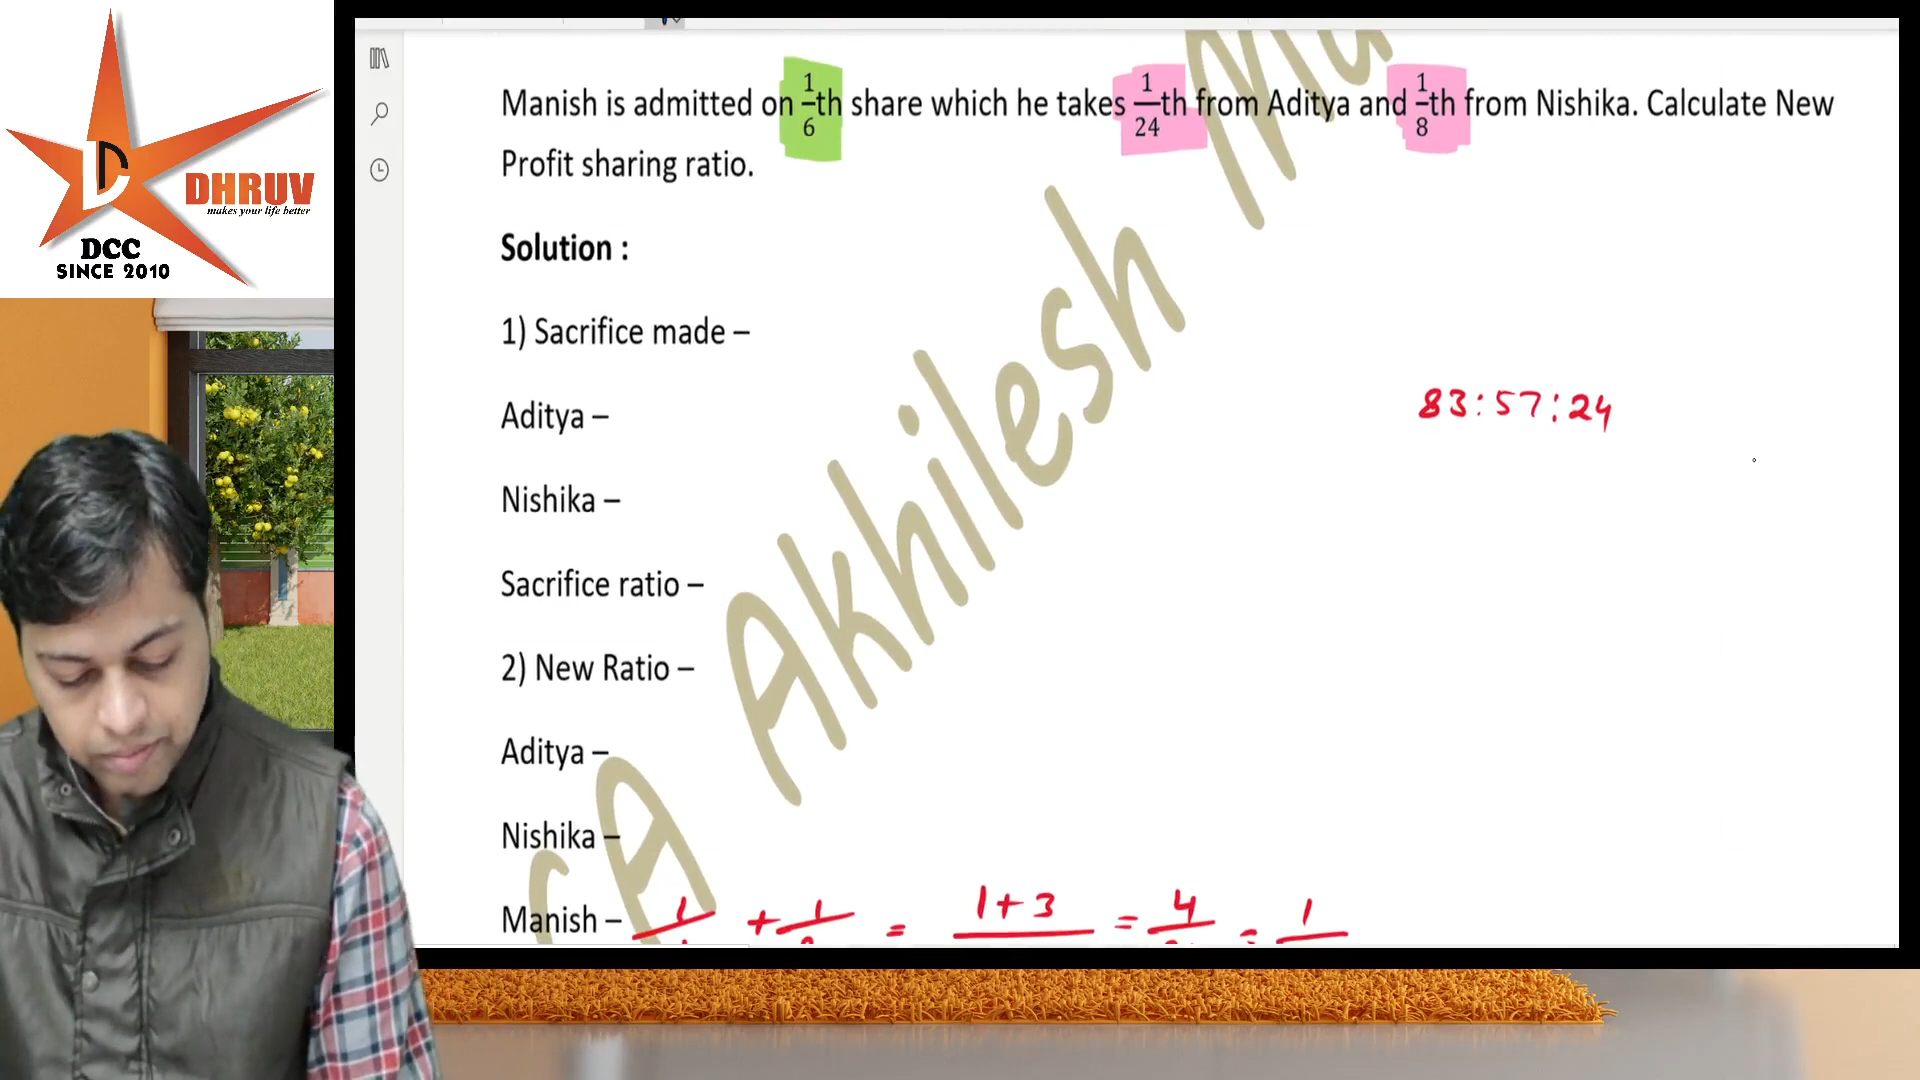 DHRUV
makes your life better
DCC
SINCE 2010
Manish is admitted on 1/6 th share which he takes 1/24 th from Aditya and 1/8 th from Nishika. Calculate New
Profit sharing ratio.
Solution :
1) Sacrifice made –
Aditya –
83:57:24
Nishika –
Sacrifice ratio –
2) New Ratio –
Aditya –
Nishika –
Manish –
1+3
= 4
= 1
CA Akhilesh